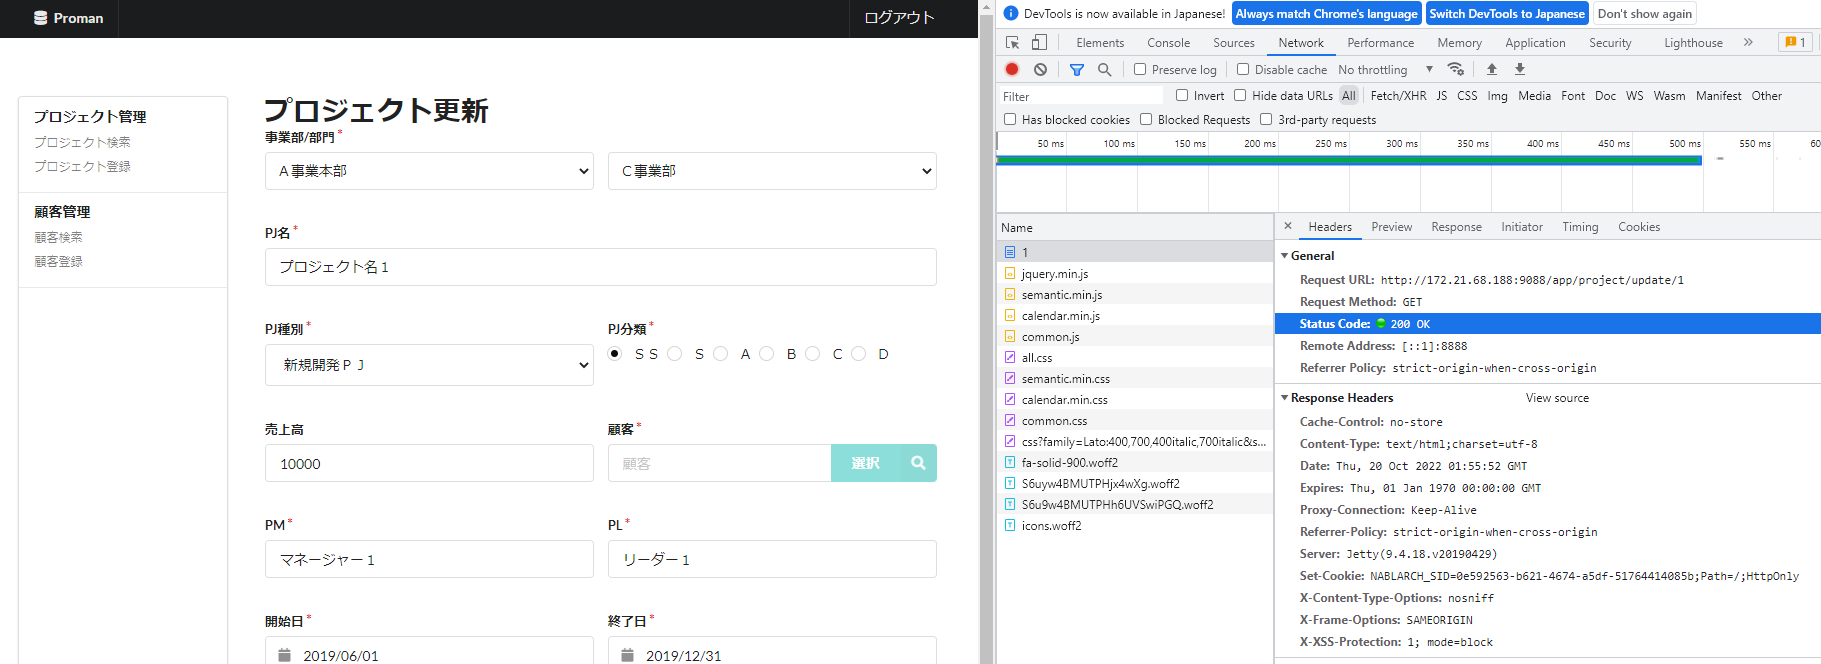 Proman
ログアウト
プロジェクト管理
プロジェクト検索
プロジェクト登録
顧客管理
顧客検索
顧客登録
プロジェクト更新
事業部/部門*
A事業本部
C事業部
PJ名*
プロジェクト名1
PJ種別*
PJ分類*
新規開発PJ
SS S A B C D
売上高
顧客*
10000
顧客
選択
PM*
PL*
マネージャー1
リーダー1
開始日*
終了日*
2019/06/01
2019/12/31
DevTools is now available in Japanese! Always match Chrome's language Switch DevTools to Japanese Don't show again
Elements Console Sources Network Performance Memory Application Security Lighthouse » 1
Preserve log Disable cache No throttling
Filter Invert Hide data URLs All Fetch/XHR JS CSS Img Media Font Doc WS Wasm Manifest Other
Has blocked cookies Blocked Requests 3rd-party requests
50 ms 100 ms 150 ms 200 ms 250 ms 300 ms 350 ms 400 ms 450 ms 500 ms 550 ms 60
Name
1
jquery.min.js
semantic.min.js
calendar.min.js
common.js
all.css
semantic.min.css
calendar.min.css
common.css
css?family=Lato:400,700,400italic,700italic&s...
fa-solid-900.woff2
S6uyw4BMUTPHjx4wXg.woff2
S6u9w4BMUTPHh6UVSwiPGQ.woff2
icons.woff2
× Headers Preview Response Initiator Timing Cookies
General
Request URL: http://172.21.68.188:9088/app/project/update/1
Request Method: GET
Status Code: 200 OK
Remote Address: [::1]:8888
Referrer Policy: strict-origin-when-cross-origin
Response Headers View source
Cache-Control: no-store
Content-Type: text/html;charset=utf-8
Date: Thu, 20 Oct 2022 01:55:52 GMT
Expires: Thu, 01 Jan 1970 00:00:00 GMT
Proxy-Connection: Keep-Alive
Referrer-Policy: strict-origin-when-cross-origin
Server: Jetty(9.4.18.v20190429)
Set-Cookie: NABLARCH_SID=0e592563-b621-4674-a5df-51764414085b;Path=/;HttpOnly
X-Content-Type-Options: nosniff
X-Frame-Options: SAMEORIGIN
X-XSS-Protection: 1; mode=block